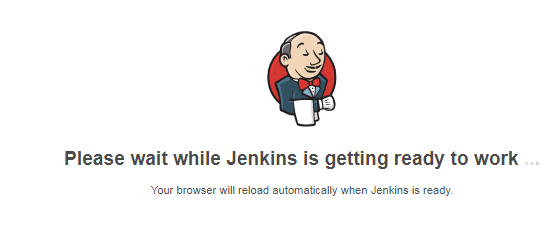 Please wait while Jenkins is getting ready to work ...
Your browser will reload automatically when Jenkins is ready.